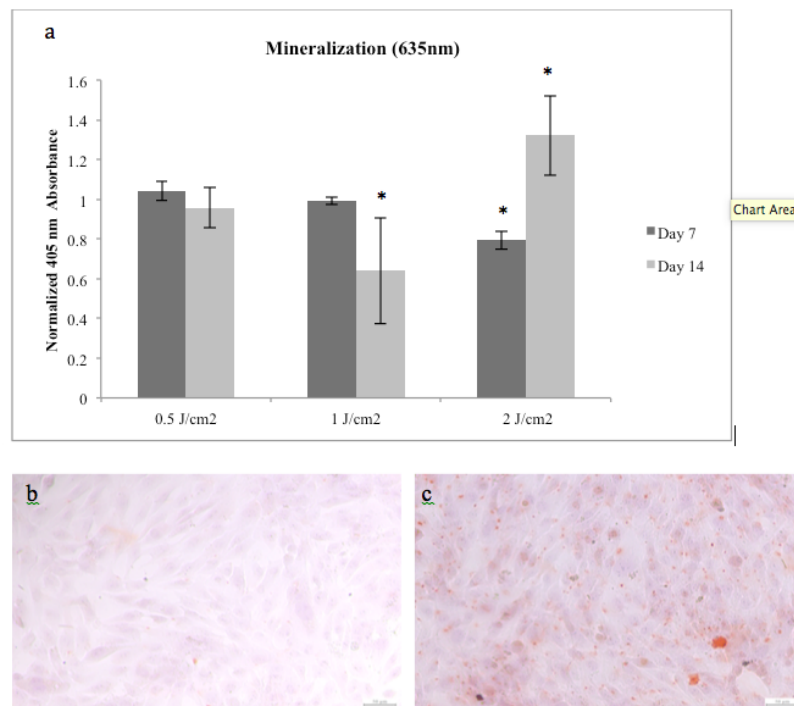 a
Mineralization (635nm)
Normalized 405 nm Absorbance
1.6
1.4
1.2
1
0.8
0.6
0.4
0.2
0
*
*
*
0.5 J/cm2
1 J/cm2
2 J/cm2
Day 7
Day 14
Chart Area
b
c